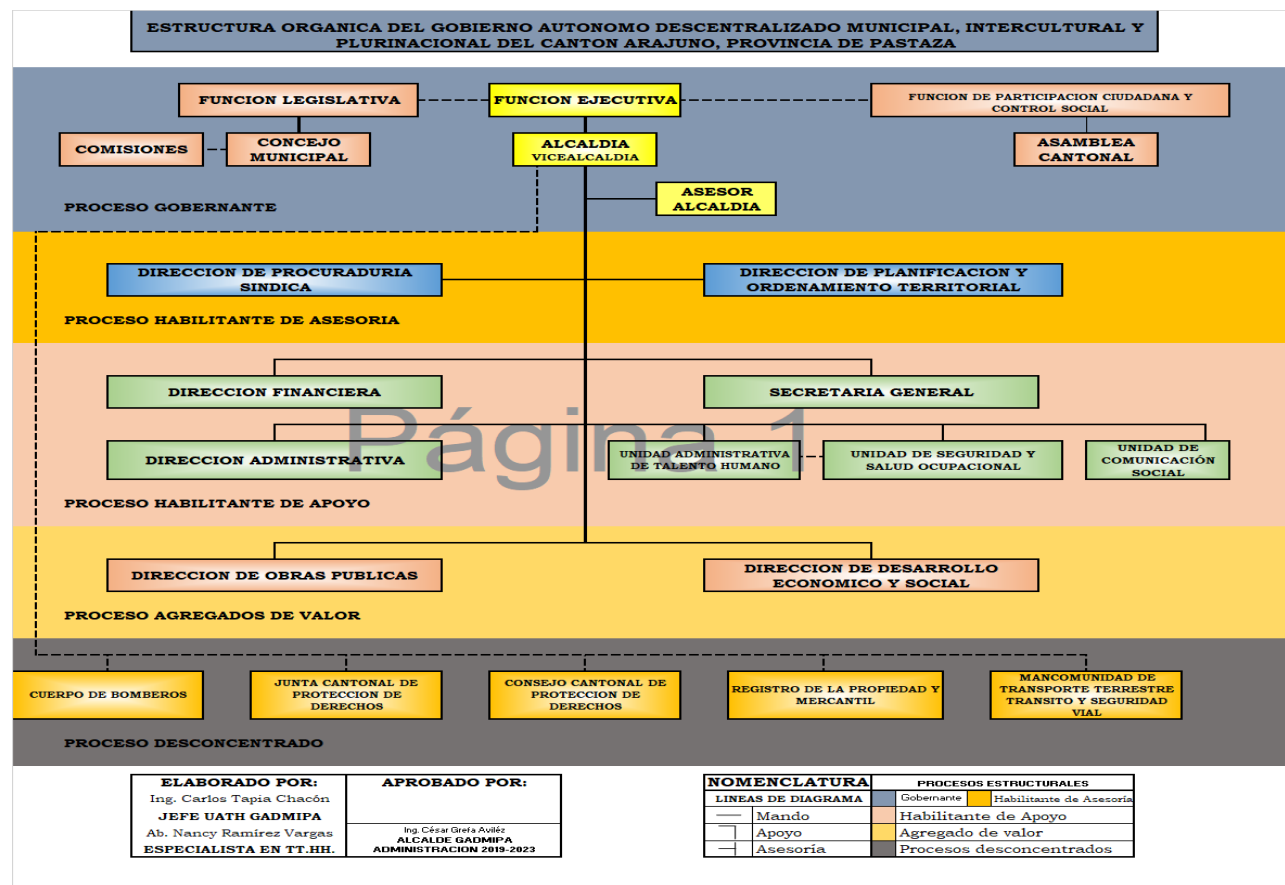 ESTRUCTURA ORGANICA DEL GOBIERNO AUTONOMO DESCENTRALIZADO MUNICIPAL, INTERCULTURAL Y
PLURINACIONAL DEL CANTON ARAJUNO, PROVINCIA DE PASTAZA
FUNCION LEGISLATIVA
FUNCION EJECUTIVA
FUNCION DE PARTICIPACION CIUDADANA Y
CONTROL SOCIAL
COMISIONES
CONCEJO
MUNICIPAL
ALCALDIA
VICEALCALDIA
ASAMBLEA
CANTONAL
ASESOR
ALCALDIA
PROCESO GOBERNANTE
DIRECCION DE PROCURADURIA
SINDICA
DIRECCION DE PLANIFICACION Y
ORDENAMIENTO TERRITORIAL
PROCESO HABILITANTE DE ASESORIA
DIRECCION FINANCIERA
SECRETARIA GENERAL
Página 1
DIRECCION ADMINISTRATIVA
UNIDAD ADMINISTRATIVA
DE TALENTO HUMANO
UNIDAD DE SEGURIDAD Y
SALUD OCUPACIONAL
UNIDAD DE
COMUNICACIÓN
SOCIAL
PROCESO HABILITANTE DE APOYO
DIRECCION DE OBRAS PUBLICAS
DIRECCION DE DESARROLLO
ECONOMICO Y SOCIAL
PROCESO AGREGADOS DE VALOR
CUERPO DE BOMBEROS
JUNTA CANTONAL DE
PROTECCION DE
DERECHOS
CONSEJO CANTONAL DE
PROTECCION DE
DERECHOS
REGISTRO DE LA PROPIEDAD Y
MERCANTIL
MANCOMUNIDAD DE
TRANSPORTE TERRESTRE
TRANSITO Y SEGURIDAD
VIAL
PROCESO DESCONCENTRADO
ELABORADO POR:
Ing. Carlos Tapia Chacón
JEFE UATH GADMIPA
Ab. Nancy Ramírez Vargas
ESPECIALISTA EN TT.HH.
APROBADO POR:
Ing. César Grefa Aviléz
ALCALDE GADMIPA
ADMINISTRACION 2019-2023
NOMENCLATURA
PROCESOS ESTRUCTURALES
LINEAS DE DIAGRAMA
Gobernante
Habilitante de Asesoría
Mando
Habilitante de Apoyo
Apoyo
Agregado de valor
Asesoría
Procesos desconcentrados